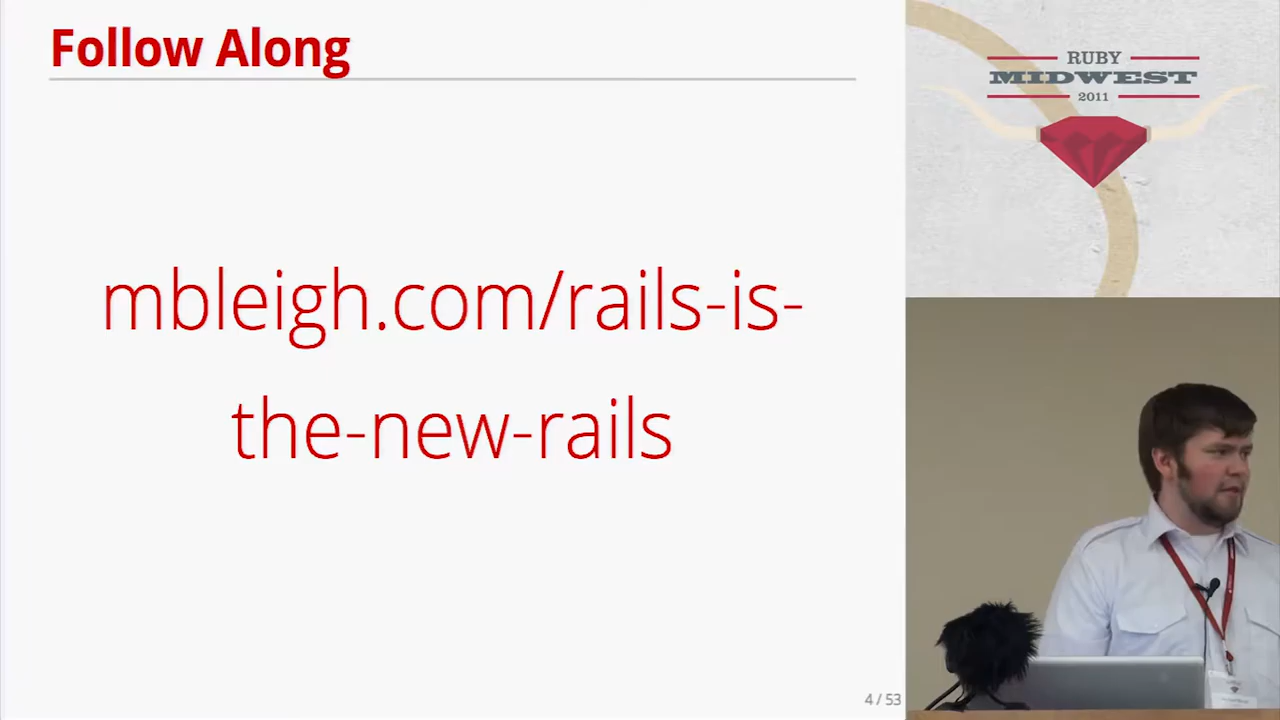 Follow Along
mbleigh.com/rails-is-
the-new-rails
4 / 53
RUBY
MIDWEST
2011